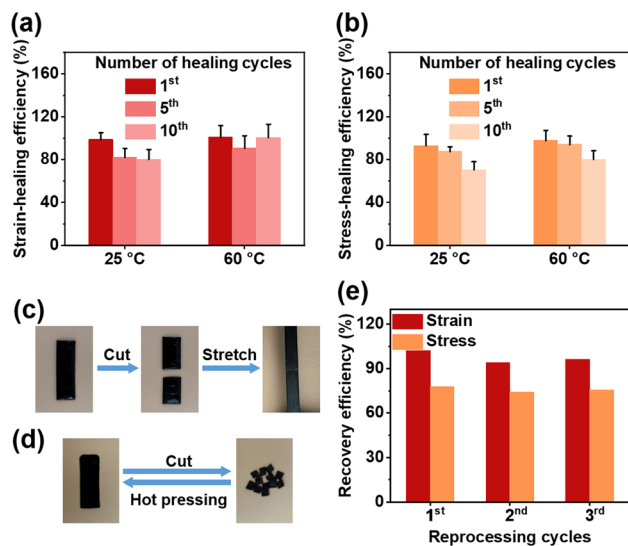 (a)
Strain-healing efficiency (%)
160
120
80
40
0
Number of healing cycles
1st
5th
10th
25 °C
60 °C
(b)
Stress-healing efficiency (%)
160
120
80
40
0
Number of healing cycles
1st
5th
10th
25 °C
60 °C
(c)
Cut
Stretch
(d)
Cut
Hot pressing
(e)
Recovery efficiency (%)
120
90
60
30
0
Strain
Stress
1st
2nd
3rd
Reprocessing cycles